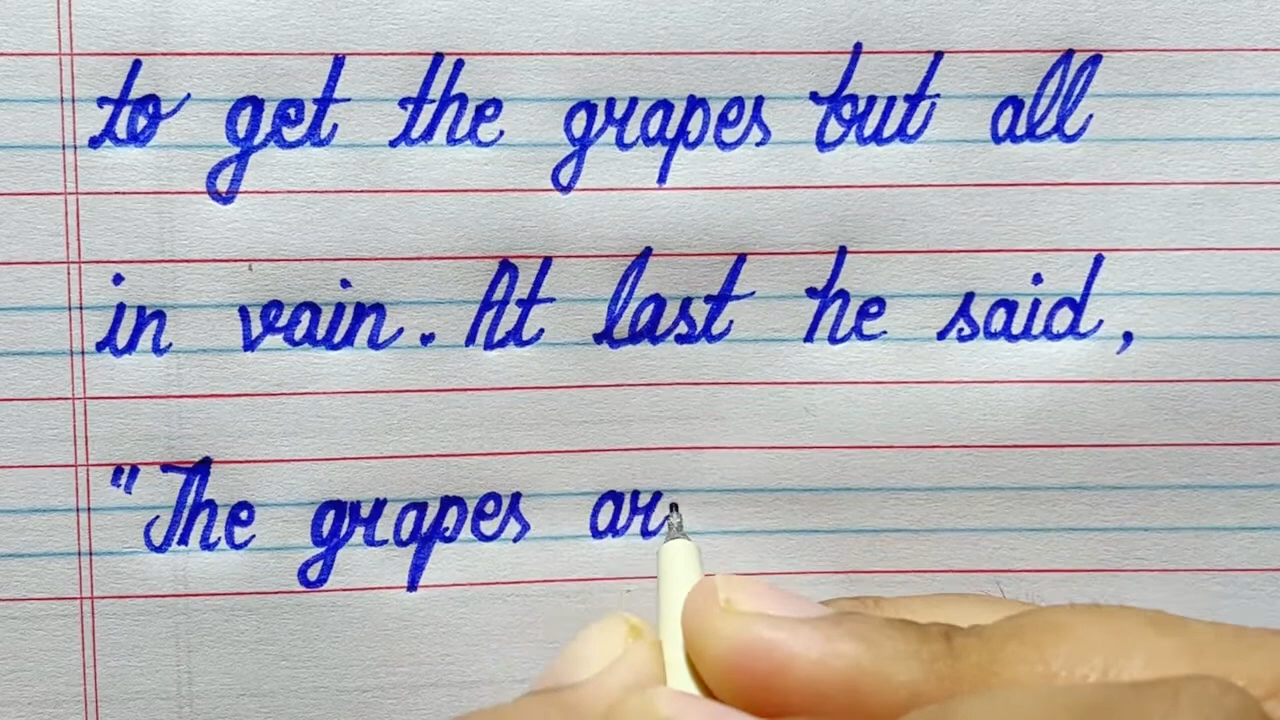 to get the grapes but all
in vain. At last he said,
"The grapes ar